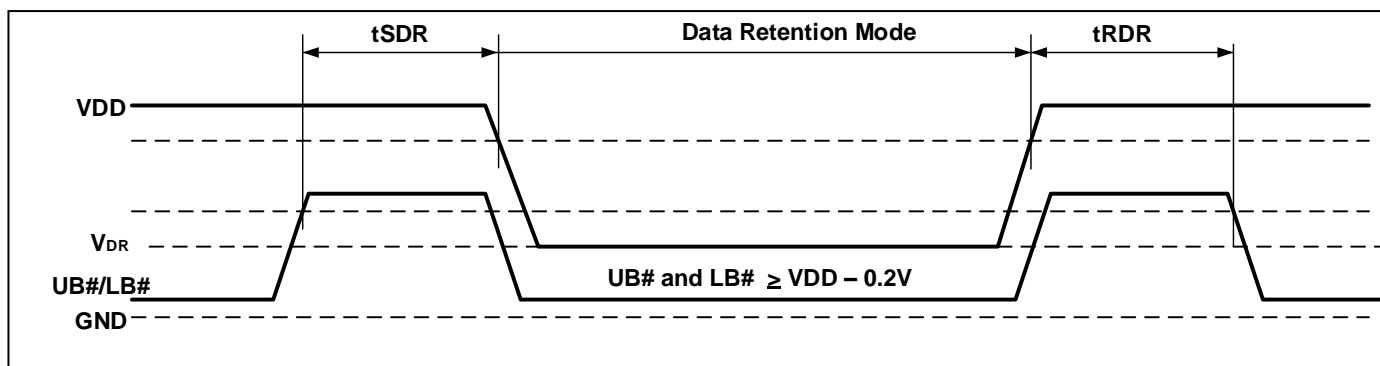 tSDR Data Retention Mode tRDR
VDD
VDR
UB#/LB# UB# and LB# ≥ VDD – 0.2V
GND